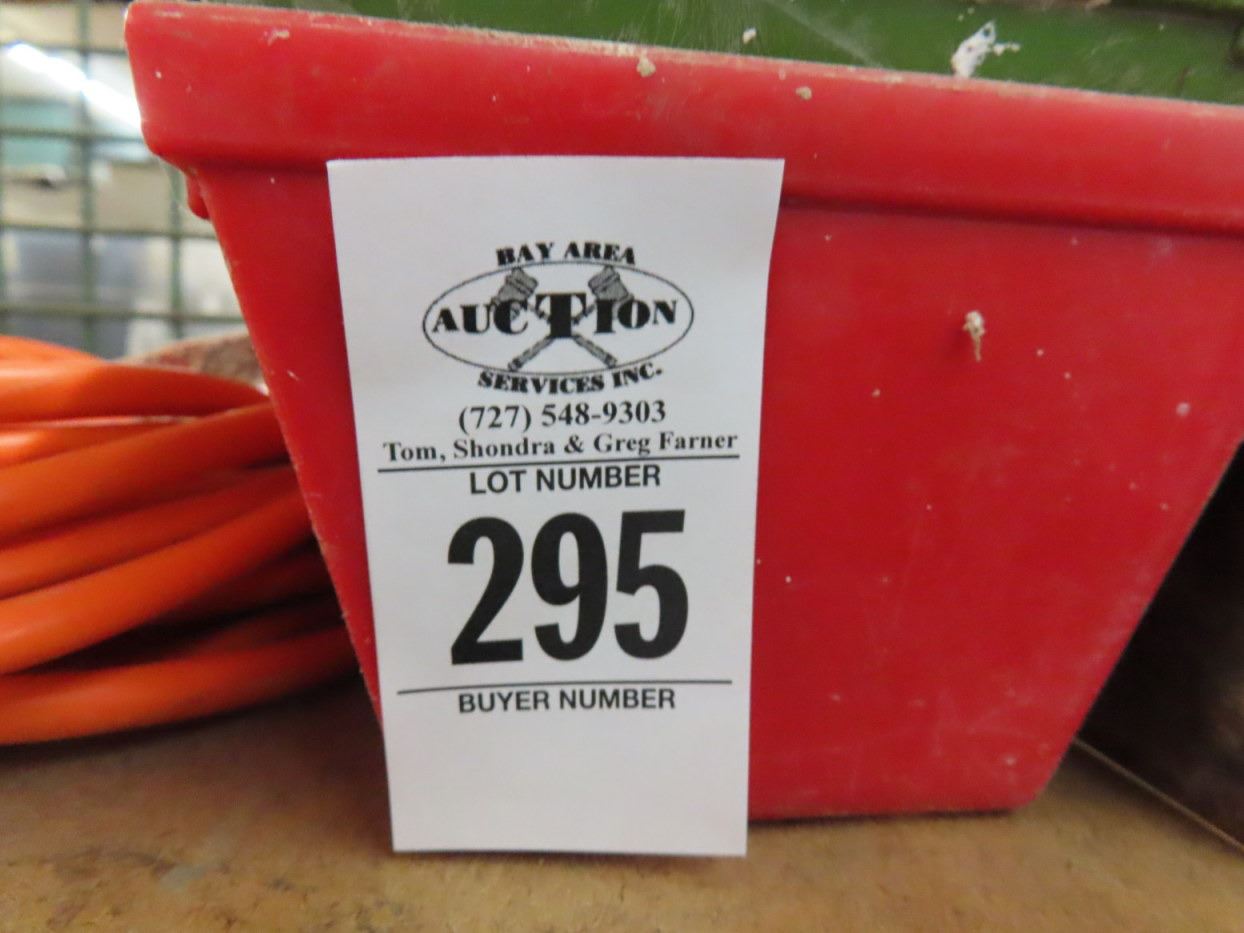 BAY AREA
AUCTION
SERVICES INC.
(727) 548-9303
Tom, Shondra & Greg Farner
LOT NUMBER
295
BUYER NUMBER